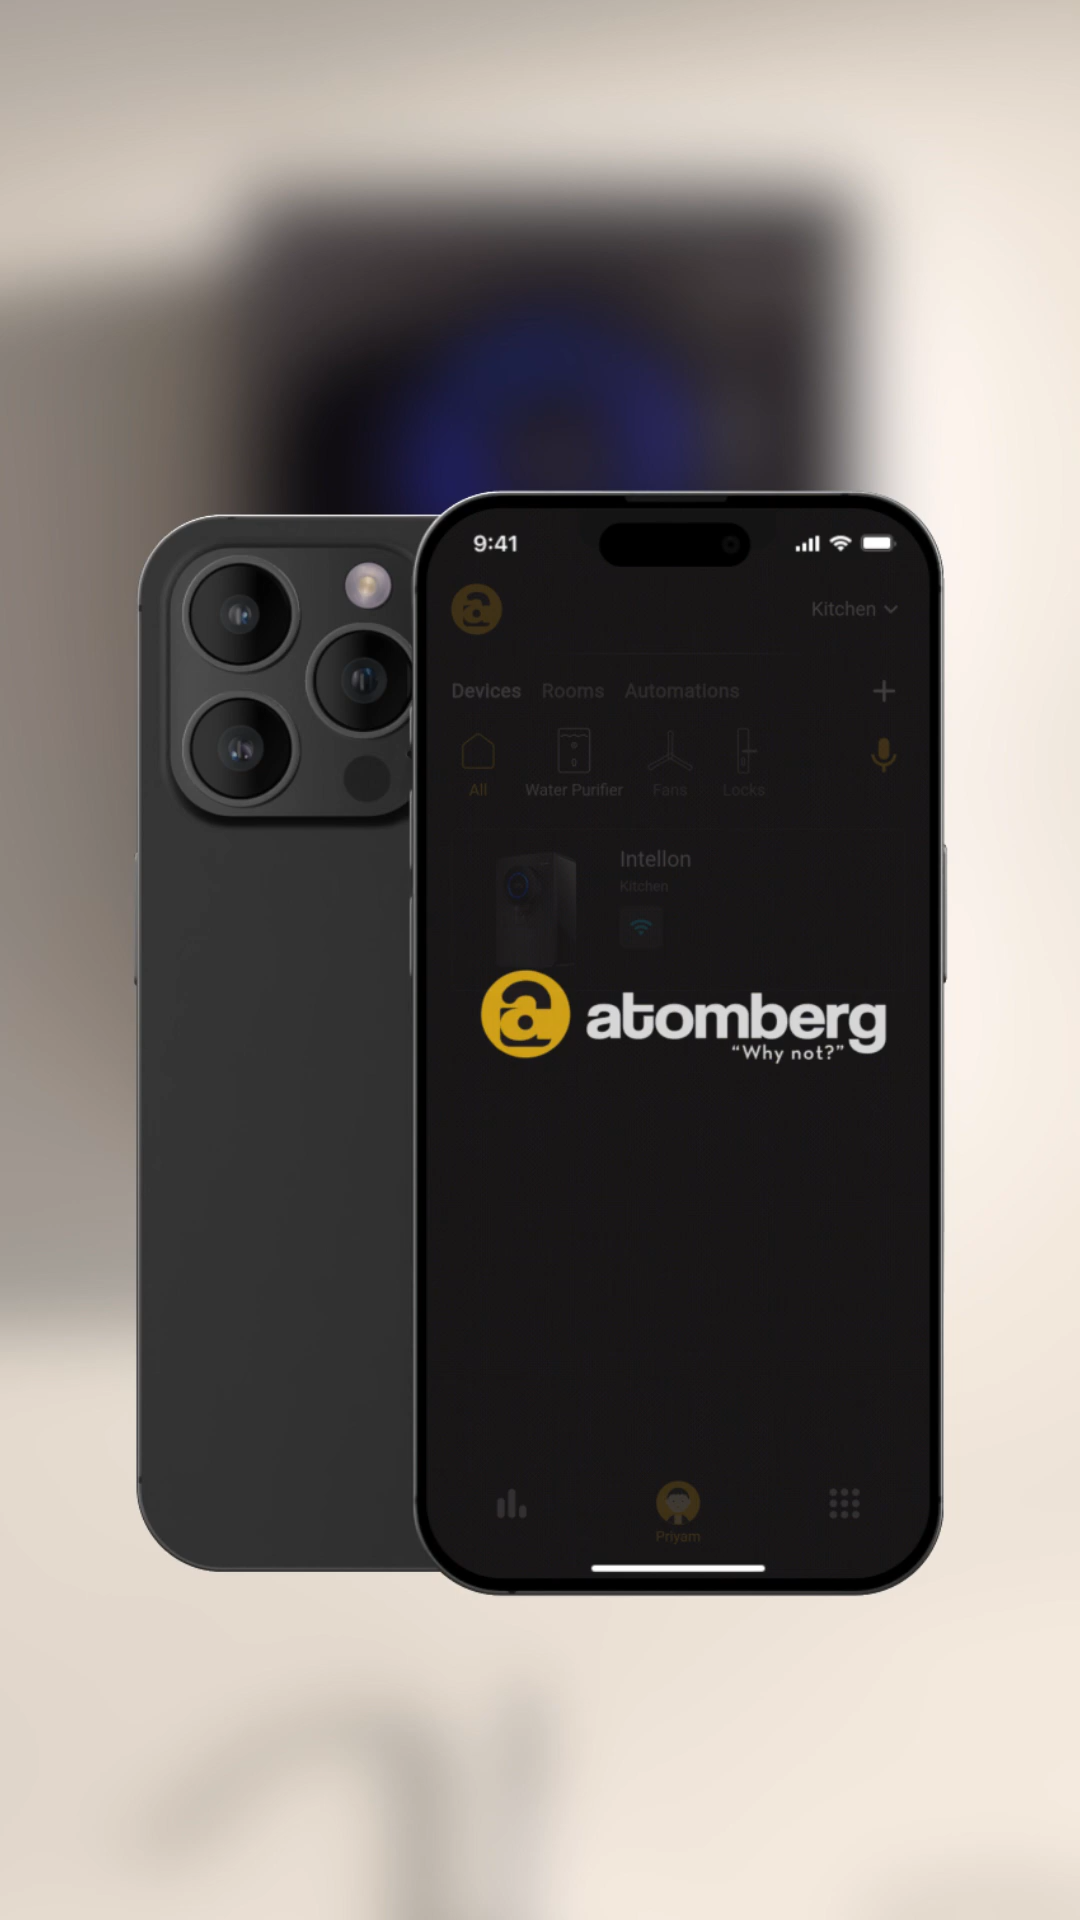 9:41
Kitchen
Devices Rooms Automations
All Water Purifier Fans Locks
Intellon
Kitchen
atomberg
“Why not?”
Priyam